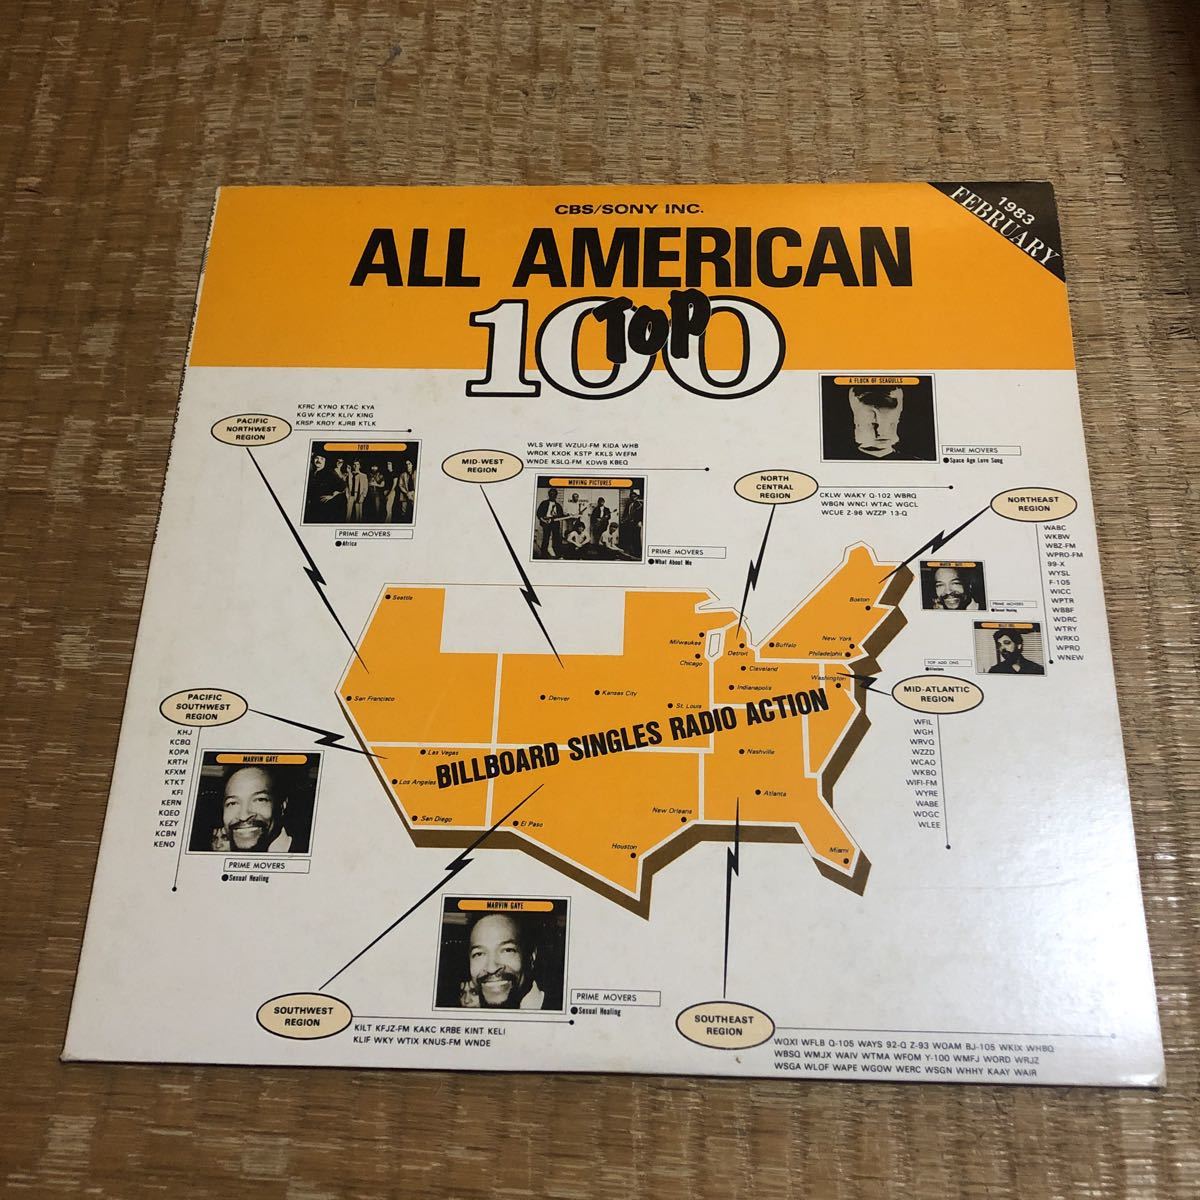 CBS/SONY INC.
1983
FEBRUARY
ALL AMERICAN
TOP
100
PACIFIC
NORTHWEST
REGION
KFRC KYNO KTAC KYA
KGW KCPX KLIV KING
KRSP KROY KJRB KTLK
TOTO
PRIME MOVERS
●Africa
MID-WEST
REGION
WLS WIFE WZUU-FM KIDA WHB
WROK KXOK KSTP KKLS WEFM
WNDE KSLQ-FM KDWB KBEQ
MOVING PICTURES
PRIME MOVERS
●What About Me
A FLOCK OF SEAGULLS
PRIME MOVERS
●Space Age Love Song
NORTH
CENTRAL
REGION
CKLW WAKY Q-102 WBRQ
WBGN WNCI WTAC WGCL
WCUE Z-96 WZZP 13-Q
NORTHEAST
REGION
WABC
WKBW
WBZ-FM
WPRO-FM
99-X
WYSL
F-105
WICC
WPTR
WBBF
WDRC
WTRY
WRKO
WPRO
WNEW
MARVIN GAYE
PRIME MOVERS
●Sexual Healing
TOP ADD ONS
MID-ATLANTIC
REGION
WFIL
WGH
WRVQ
WZZD
WCAO
WKBO
WIFI-FM
WYRE
WABE
WDGC
WLEE
Seattle
San Francisco
Las Vegas
Los Angeles
San Diego
El Paso
Denver
Kansas City
St. Louis
Milwaukee
Chicago
Detroit
Cleveland
Indianapolis
Buffalo
Boston
New York
Philadelphia
Washington
Nashville
Atlanta
New Orleans
Houston
Miami
BILLBOARD SINGLES RADIO ACTION
PACIFIC
SOUTHWEST
REGION
KHJ
KCBQ
KOPA
KRTH
KFXM
KTKT
KFI
KERN
KQEO
KEZY
KCBN
KENO
MARVIN GAYE
PRIME MOVERS
●Sexual Healing
MARVIN GAYE
PRIME MOVERS
●Sexual Healing
SOUTHWEST
REGION
KILT KFJZ-FM KAKC KRBE KINT KELI
KLIF WKY WTIX KNUS-FM WNDE
SOUTHEAST
REGION
WQXI WFLB Q-105 WAYS 92-Q Z-93 WOAM BJ-105 WKIX WHBQ
WBSQ WMJX WAIV WTMA WFOM Y-100 WMFJ WORD WRJZ
WSGA WLOF WAPE WGOW WERC WSGN WHHY KAAY WAIR